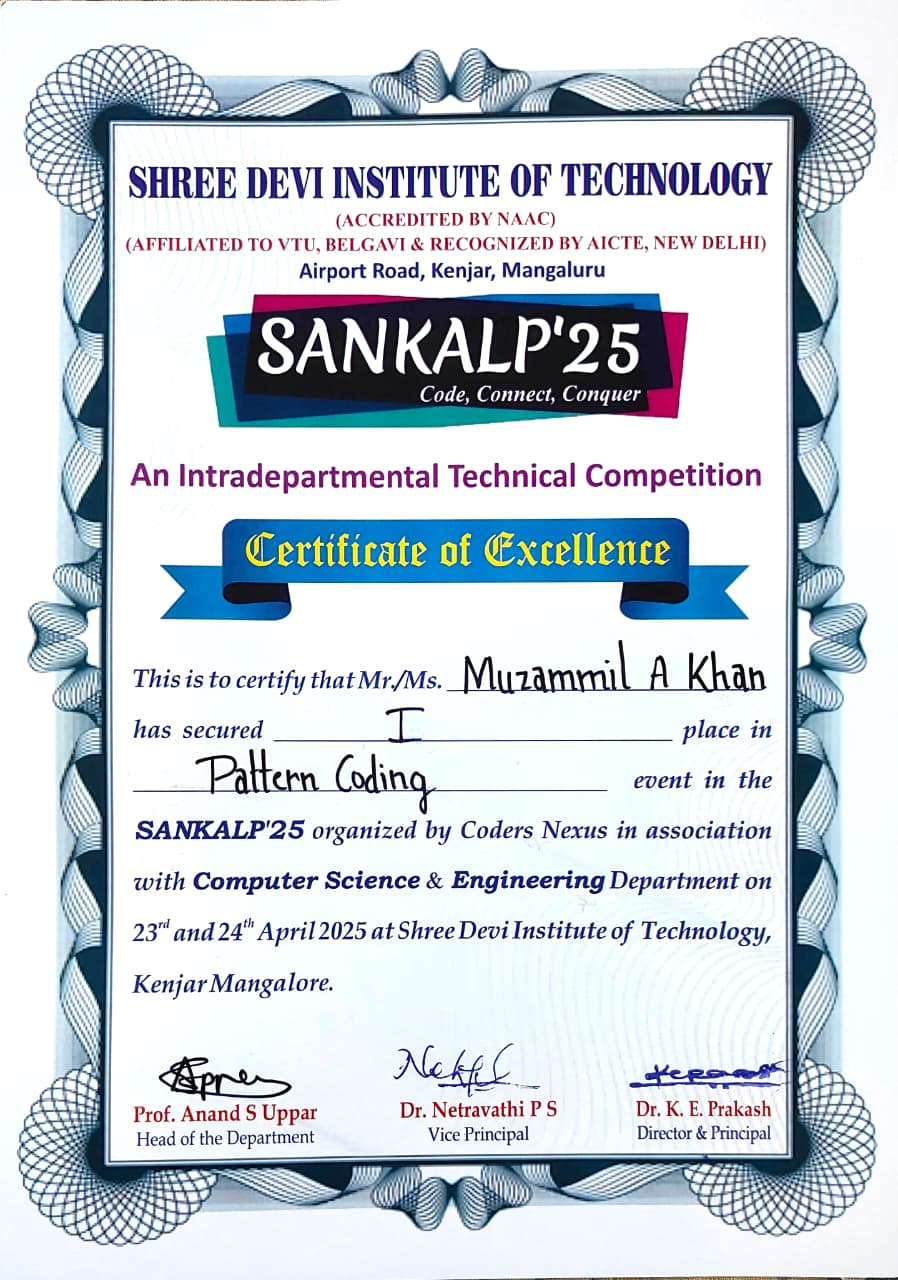 SHREE DEVI INSTITUTE OF TECHNOLOGY
(ACCREDITED BY NAAC)
(AFFILIATED TO VTU, BELGAVI & RECOGNIZED BY AICTE, NEW DELHI)
Airport Road, Kenjar, Mangaluru
SANKALP'25
Code, Connect, Conquer
An Intradepartmental Technical Competition
Certificate of Excellence
This is to certify that Mr./Ms. Muzammil A Khan
has secured I place in
Pattern Coding event in the
SANKALP'25 organized by Coders Nexus in association
with Computer Science & Engineering Department on
23rd and 24th April 2025 at Shree Devi Institute of Technology,
Kenjar Mangalore.
Prof. Anand S Uppar
Head of the Department
Dr. Netravathi P S
Vice Principal
Dr. K. E. Prakash
Director & Principal